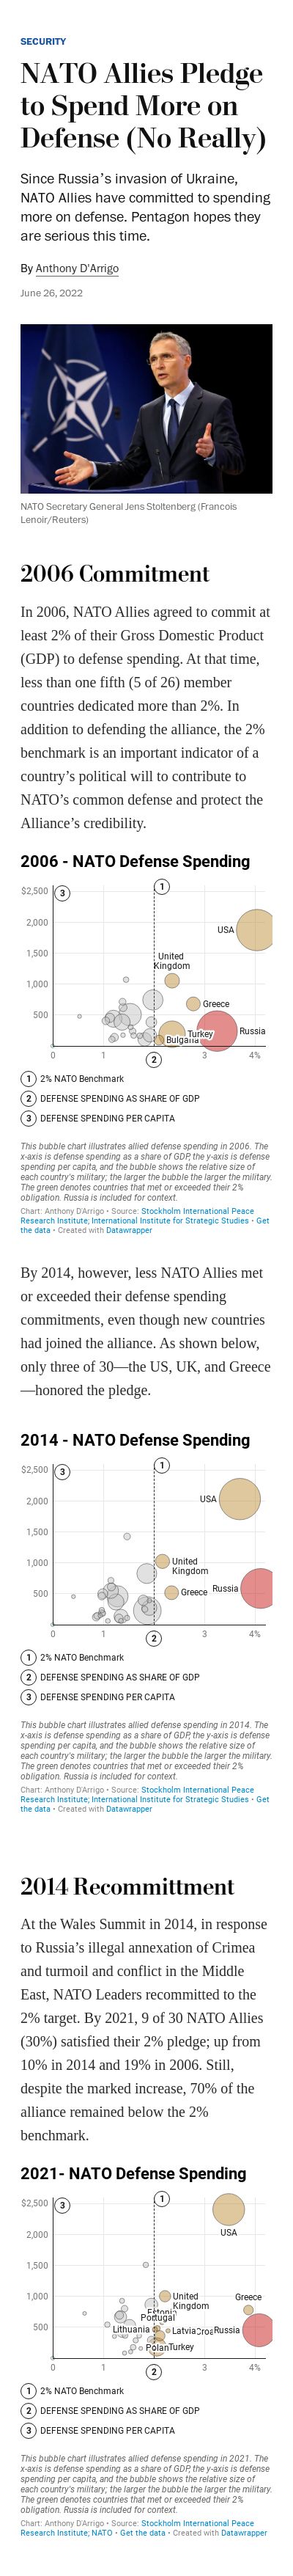 SECURITY
NATO Allies Pledge
to Spend More on
Defense (No Really)
Since Russia's invasion of Ukraine,
NATO Allies have committed to spending
more on defense. Pentagon hopes they
are serious this time.
By Anthony D'Arrigo
June 26, 2022
NATO Secretary General Jens Stoltenberg (Francois
Lenoir/Reuters)
2006 Commitment
In 2006, NATO Allies agreed to commit at
least 2% of their Gross Domestic Product
(GDP) to defense spending. At that time,
less than one fifth (5 of 26) member
countries dedicated more than 2%. In
addition to defending the alliance, the 2%
benchmark is an important indicator of a
country's political will to contribute to
NATO's common defense and protect the
Alliance's credibility.
2006 - NATO Defense Spending
$2,500 3 1
2,000 USA
1,500
United
Kingdom
1,000
Greece
500 Turkey Russia
Bulgaria
0 1 2 3 4%
1 2% NATO Benchmark
2 DEFENSE SPENDING AS SHARE OF GDP
3 DEFENSE SPENDING PER CAPITA
This bubble chart illustrates allied defense spending in 2006. The
x-axis is defense spending as a share of GDP, the y-axis is defense
spending per capita, and the bubble shows the relative size of
each country's military; the larger the bubble the larger the military.
The green denotes countries that met or exceeded their 2%
obligation. Russia is included for context.
Chart: Anthony D'Arrigo • Source: Stockholm International Peace
Research Institute; International Institute for Strategic Studies • Get
the data • Created with Datawrapper
By 2014, however, less NATO Allies met
or exceeded their defense spending
commitments, even though new countries
had joined the alliance. As shown below,
only three of 30—the US, UK, and Greece
—honored the pledge.
2014 - NATO Defense Spending
$2,500 3 1
2,000 USA
1,500
1,000 United
Kingdom
500 Greece Russia
0 1 2 3 4%
1 2% NATO Benchmark
2 DEFENSE SPENDING AS SHARE OF GDP
3 DEFENSE SPENDING PER CAPITA
This bubble chart illustrates allied defense spending in 2014. The
x-axis is defense spending as a share of GDP, the y-axis is defense
spending per capita, and the bubble shows the relative size of
each country's military; the larger the bubble the larger the military.
The green denotes countries that met or exceeded their 2%
obligation. Russia is included for context.
Chart: Anthony D'Arrigo • Source: Stockholm International Peace
Research Institute; International Institute for Strategic Studies • Get
the data • Created with Datawrapper
2014 Recommittment
At the Wales Summit in 2014, in response
to Russia's illegal annexation of Crimea
and turmoil and conflict in the Middle
East, NATO Leaders recommitted to the
2% target. By 2021, 9 of 30 NATO Allies
(30%) satisfied their 2% pledge; up from
10% in 2014 and 19% in 2006. Still,
despite the marked increase, 70% of the
alliance remained below the 2%
benchmark.
2021- NATO Defense Spending
$2,500 3 1
2,000 USA
1,500
1,000 United
Kingdom Greece
Estonia
Portugal
500 Lithuania Latvia Russia
Turkey
0 1 2 3 4%
1 2% NATO Benchmark
2 DEFENSE SPENDING AS SHARE OF GDP
3 DEFENSE SPENDING PER CAPITA
This bubble chart illustrates allied defense spending in 2021. The
x-axis is defense spending as a share of GDP, the y-axis is defense
spending per capita, and the bubble shows the relative size of
each country's military; the larger the bubble the larger the military.
The green denotes countries that met or exceeded their 2%
obligation. Russia is included for context.
Chart: Anthony D'Arrigo • Source: Stockholm International Peace
Research Institute; NATO • Get the data • Created with Datawrapper